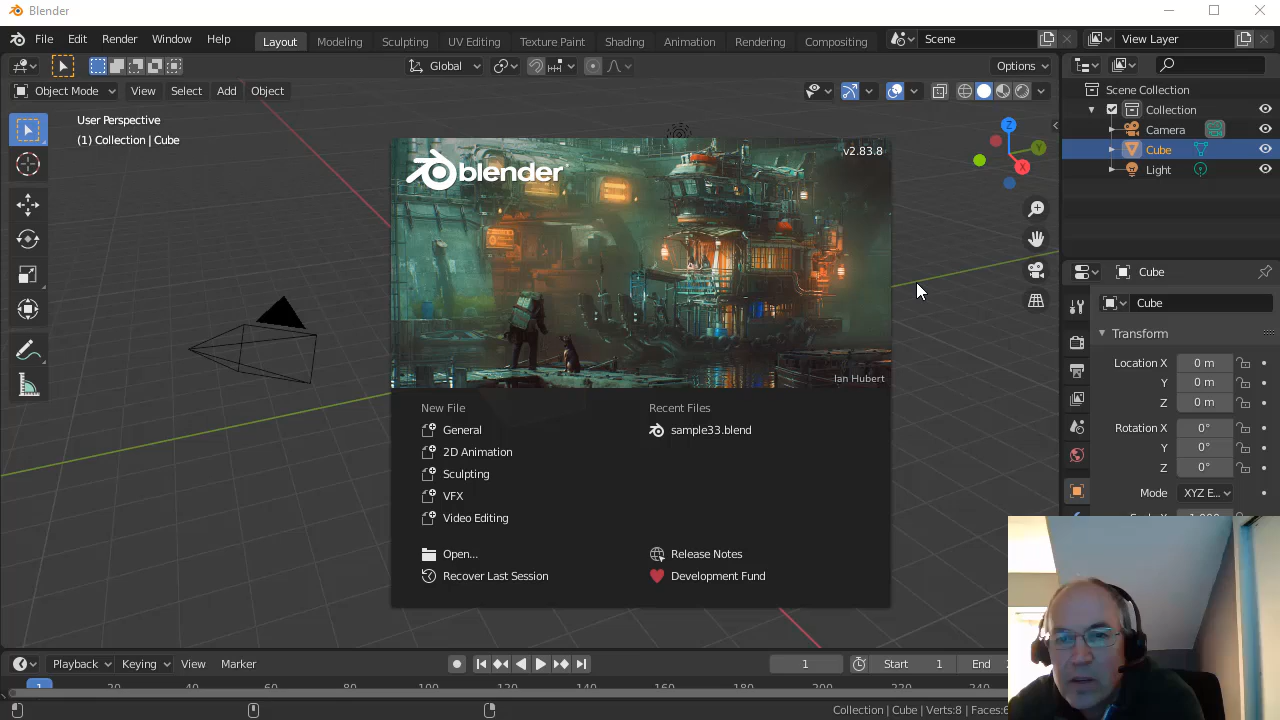 Blender
File Edit Render Window Help Layout Modeling Sculpting UV Editing Texture Paint Shading Animation Rendering Compositing Scene View Layer
Global Options
Object Mode View Select Add Object
Scene Collection
Collection
Camera
Cube
Light
User Perspective
(1) Collection | Cube
Z
Y
X
blender
v2.83.8
Ian Hubert
New File
General
2D Animation
Sculpting
VFX
Video Editing
Open...
Recover Last Session
Recent Files
sample33.blend
Release Notes
Development Fund
Cube
Cube
Transform
Location X 0 m
Y 0 m
Z 0 m
Rotation X 0°
Y 0°
Z 0°
Mode XYZ E...
Playback Keying View Marker 1 Start 1 End
1 20 60 80 100 120 140 160 180 200 220 240
Collection | Cube | Verts:8 | Faces:6